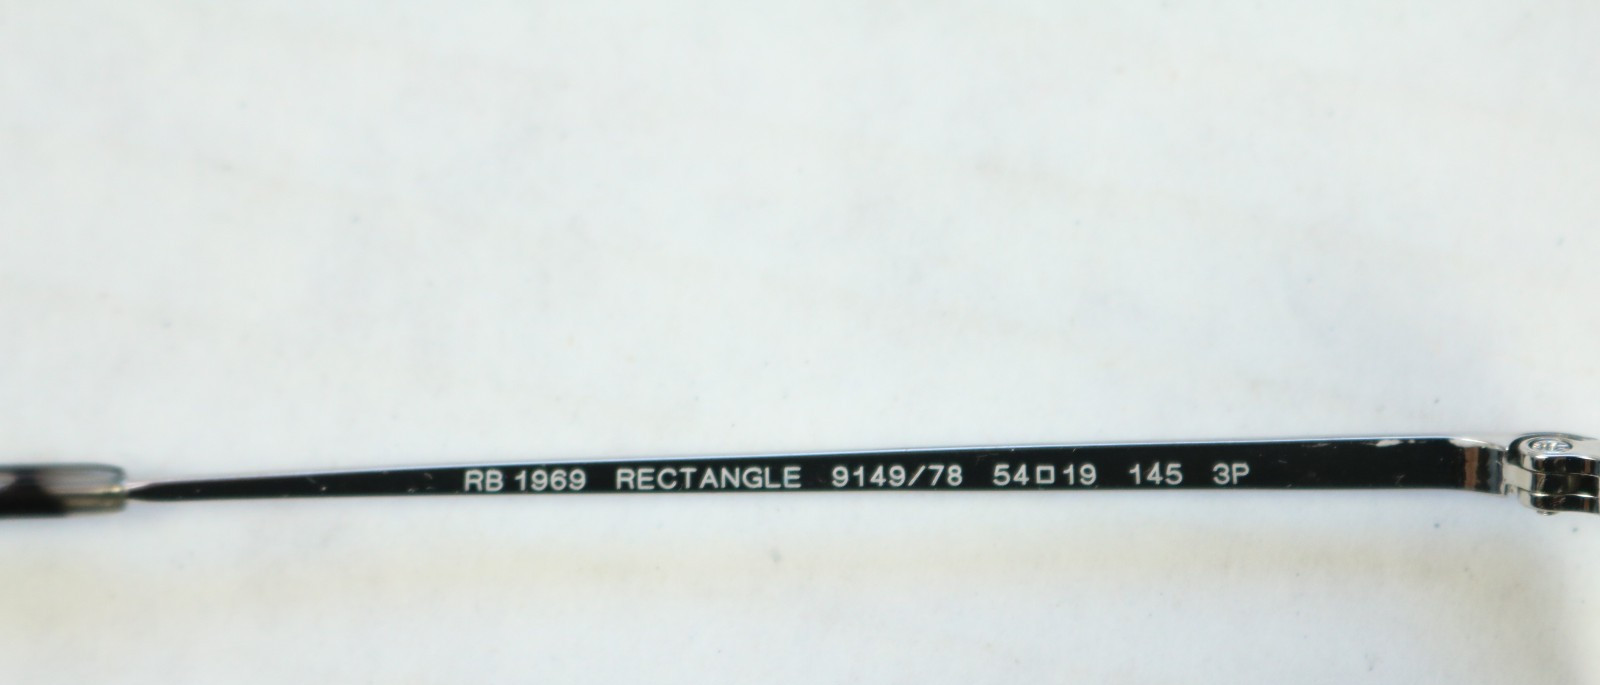 RB 1969 RECTANGLE 9149/78 54□19 145 3P